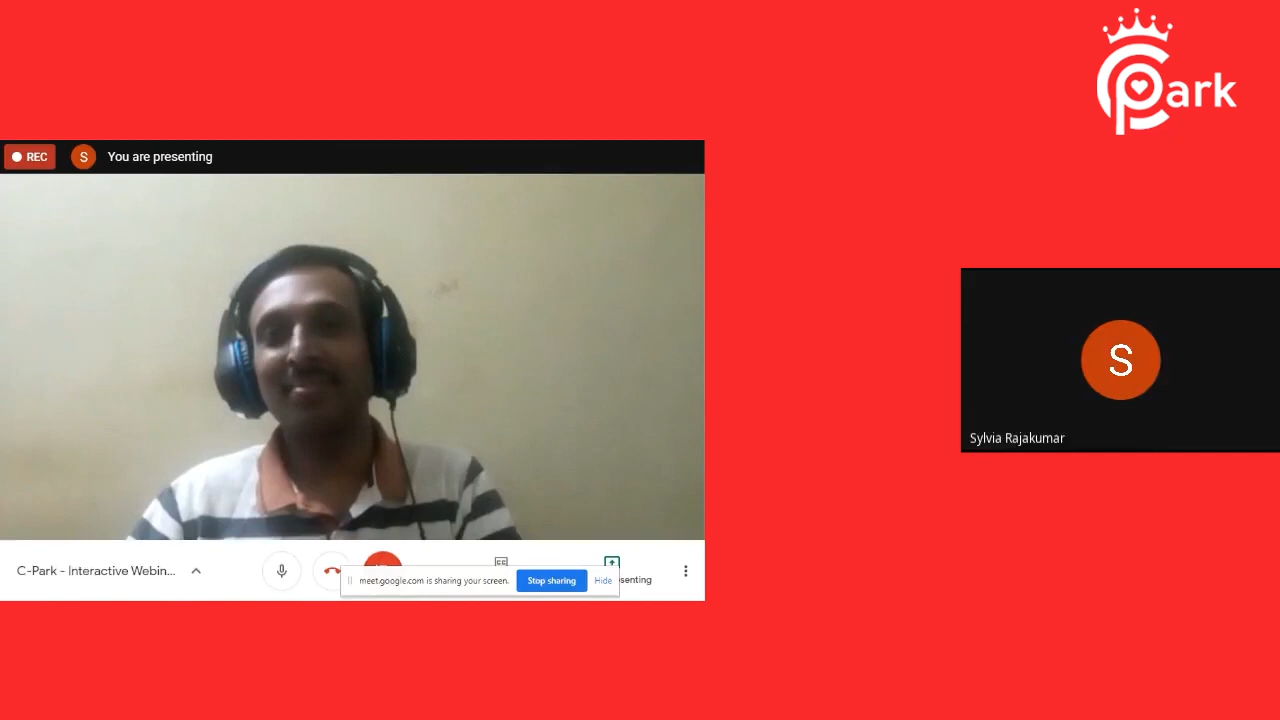 CPark
REC
S
You are presenting
S
Sylvia Rajakumar
C-Park - Interactive Webin...
meet.google.com is sharing your screen.
Stop sharing
Hide
senting